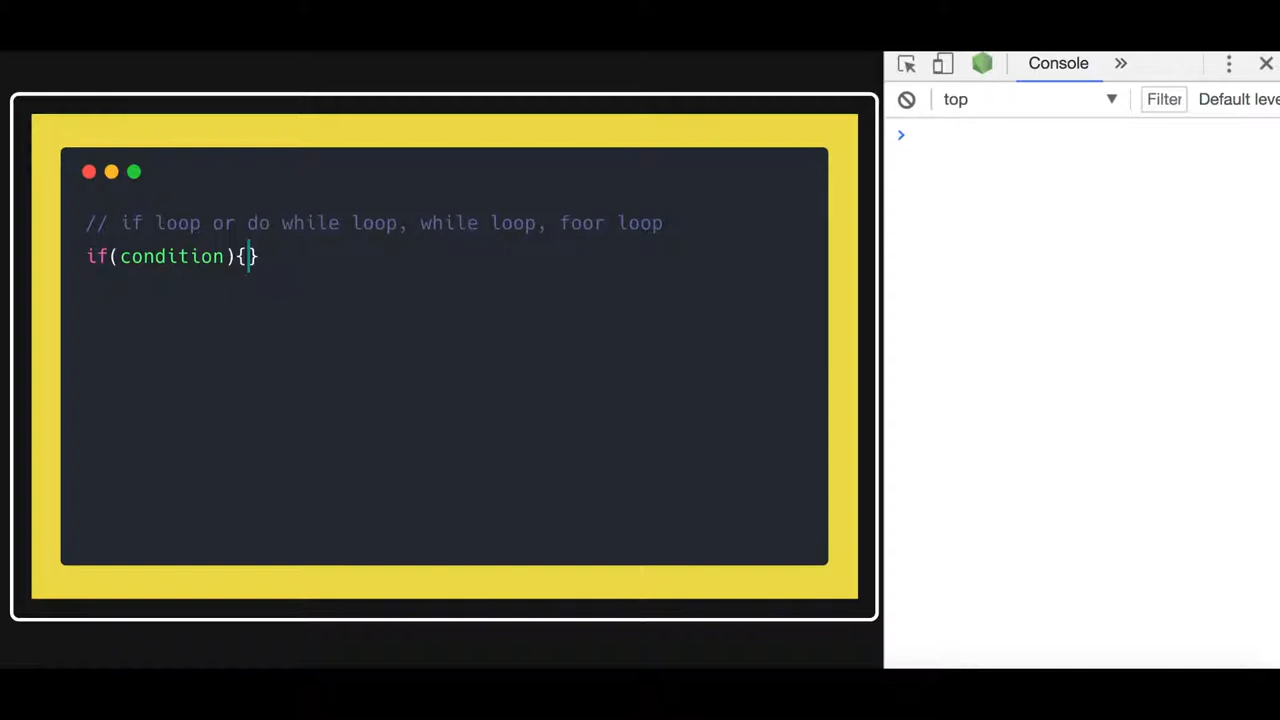 // if loop or do while loop, while loop, foor loop
if(condition){}
Console »
top ▼ Filter Default leve
>